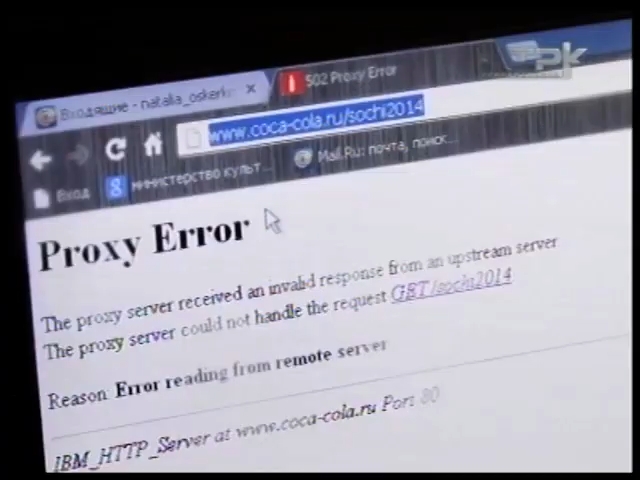 Входящие - natalia_osker
502 Proxy Error
www.coca-cola.ru/sochi2014
Вход
министерство культ...
Mail.Ru: почта, поиск...
Proxy Error
The proxy server received an invalid response from an upstream server
The proxy server could not handle the request GET /sochi2014
Reason: Error reading from remote server
IBM_HTTP_Server at www.coca-cola.ru Port 80